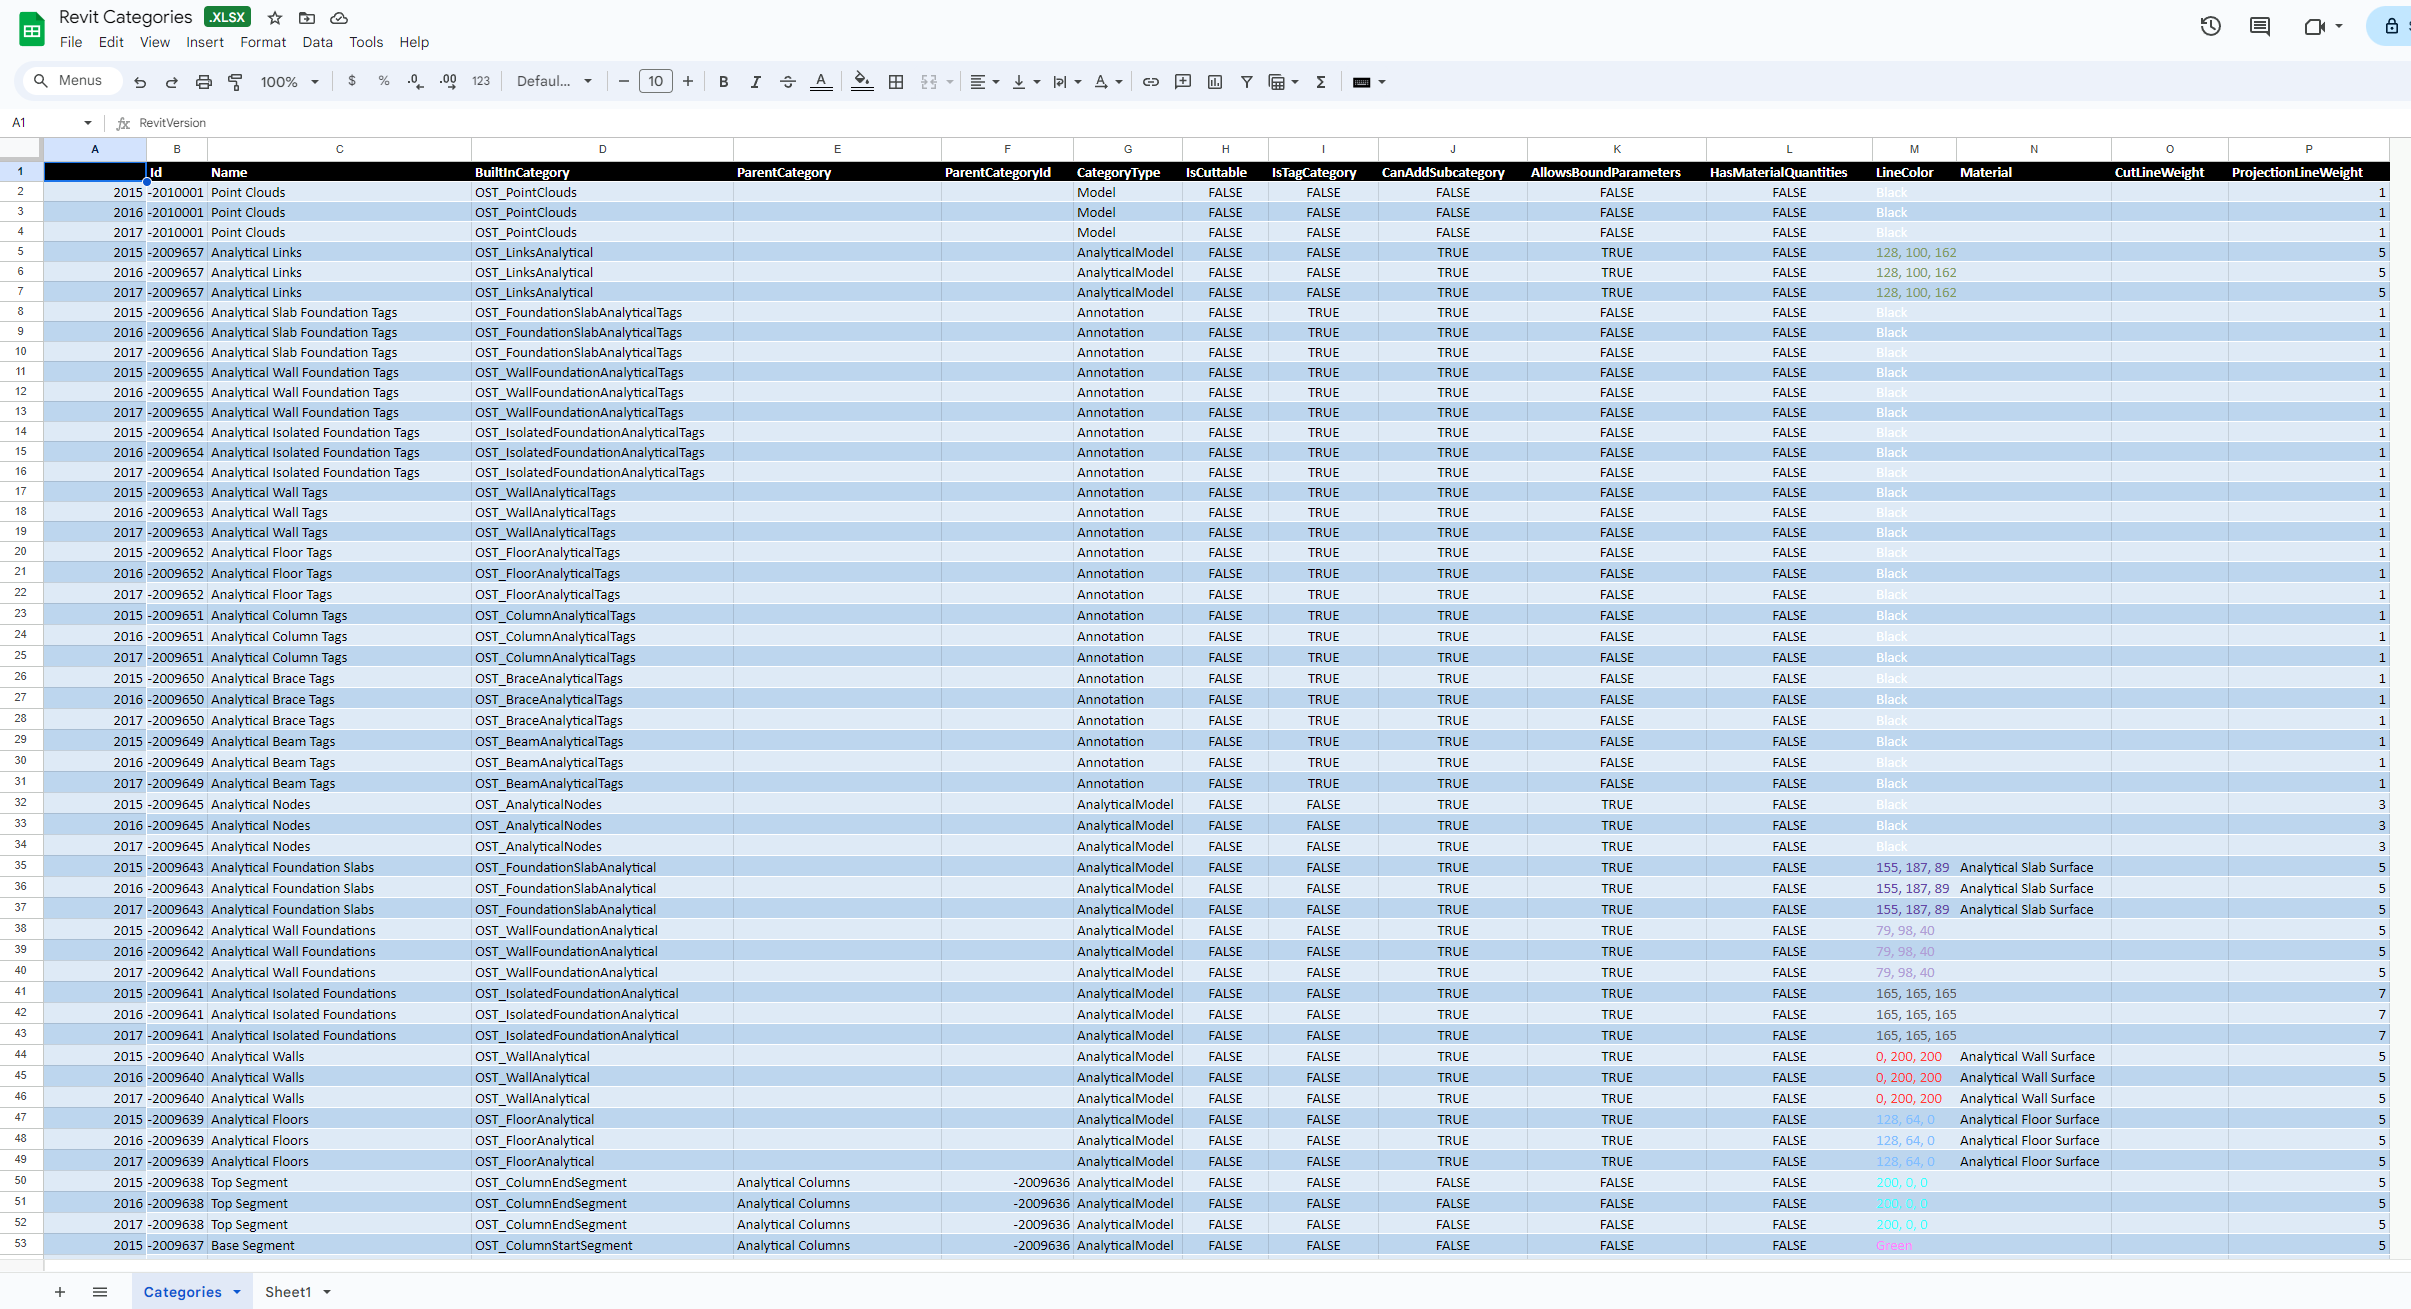 Revit Categories .XLSX
File Edit View Insert Format Data Tools Help
Menus 100% $ % .0 .00 123 Defaul... 10 B I A
A1 fx RevitVersion
A B C D E F G H I J K L M N O P
1 Id Name BuiltInCategory ParentCategory ParentCategoryId CategoryType IsCuttable IsTagCategory CanAddSubcategory AllowsBoundParameters HasMaterialQuantities LineColor Material CutLineWeight ProjectionLineWeight
2 2015 -2010001 Point Clouds OST_PointClouds Model FALSE FALSE FALSE FALSE FALSE Black 1
3 2016 -2010001 Point Clouds OST_PointClouds Model FALSE FALSE FALSE FALSE FALSE Black 1
4 2017 -2010001 Point Clouds OST_PointClouds Model FALSE FALSE FALSE FALSE FALSE Black 1
5 2015 -2009657 Analytical Links OST_LinksAnalytical AnalyticalModel FALSE FALSE TRUE TRUE FALSE 128, 100, 162 5
6 2016 -2009657 Analytical Links OST_LinksAnalytical AnalyticalModel FALSE FALSE TRUE TRUE FALSE 128, 100, 162 5
7 2017 -2009657 Analytical Links OST_LinksAnalytical AnalyticalModel FALSE FALSE TRUE TRUE FALSE 128, 100, 162 5
8 2015 -2009656 Analytical Slab Foundation Tags OST_FoundationSlabAnalyticalTags Annotation FALSE TRUE TRUE FALSE FALSE Black 1
9 2016 -2009656 Analytical Slab Foundation Tags OST_FoundationSlabAnalyticalTags Annotation FALSE TRUE TRUE FALSE FALSE Black 1
10 2017 -2009656 Analytical Slab Foundation Tags OST_FoundationSlabAnalyticalTags Annotation FALSE TRUE TRUE FALSE FALSE Black 1
11 2015 -2009655 Analytical Wall Foundation Tags OST_WallFoundationAnalyticalTags Annotation FALSE TRUE TRUE FALSE FALSE Black 1
12 2016 -2009655 Analytical Wall Foundation Tags OST_WallFoundationAnalyticalTags Annotation FALSE TRUE TRUE FALSE FALSE Black 1
13 2017 -2009655 Analytical Wall Foundation Tags OST_WallFoundationAnalyticalTags Annotation FALSE TRUE TRUE FALSE FALSE Black 1
14 2015 -2009654 Analytical Isolated Foundation Tags OST_IsolatedFoundationAnalyticalTags Annotation FALSE TRUE TRUE FALSE FALSE Black 1
15 2016 -2009654 Analytical Isolated Foundation Tags OST_IsolatedFoundationAnalyticalTags Annotation FALSE TRUE TRUE FALSE FALSE Black 1
16 2017 -2009654 Analytical Isolated Foundation Tags OST_IsolatedFoundationAnalyticalTags Annotation FALSE TRUE TRUE FALSE FALSE Black 1
17 2015 -2009653 Analytical Wall Tags OST_WallAnalyticalTags Annotation FALSE TRUE TRUE FALSE FALSE Black 1
18 2016 -2009653 Analytical Wall Tags OST_WallAnalyticalTags Annotation FALSE TRUE TRUE FALSE FALSE Black 1
19 2017 -2009653 Analytical Wall Tags OST_WallAnalyticalTags Annotation FALSE TRUE TRUE FALSE FALSE Black 1
20 2015 -2009652 Analytical Floor Tags OST_FloorAnalyticalTags Annotation FALSE TRUE TRUE FALSE FALSE Black 1
21 2016 -2009652 Analytical Floor Tags OST_FloorAnalyticalTags Annotation FALSE TRUE TRUE FALSE FALSE Black 1
22 2017 -2009652 Analytical Floor Tags OST_FloorAnalyticalTags Annotation FALSE TRUE TRUE FALSE FALSE Black 1
23 2015 -2009651 Analytical Column Tags OST_ColumnAnalyticalTags Annotation FALSE TRUE TRUE FALSE FALSE Black 1
24 2016 -2009651 Analytical Column Tags OST_ColumnAnalyticalTags Annotation FALSE TRUE TRUE FALSE FALSE Black 1
25 2017 -2009651 Analytical Column Tags OST_ColumnAnalyticalTags Annotation FALSE TRUE TRUE FALSE FALSE Black 1
26 2015 -2009650 Analytical Brace Tags OST_BraceAnalyticalTags Annotation FALSE TRUE TRUE FALSE FALSE Black 1
27 2016 -2009650 Analytical Brace Tags OST_BraceAnalyticalTags Annotation FALSE TRUE TRUE FALSE FALSE Black 1
28 2017 -2009650 Analytical Brace Tags OST_BraceAnalyticalTags Annotation FALSE TRUE TRUE FALSE FALSE Black 1
29 2015 -2009649 Analytical Beam Tags OST_BeamAnalyticalTags Annotation FALSE TRUE TRUE FALSE FALSE Black 1
30 2016 -2009649 Analytical Beam Tags OST_BeamAnalyticalTags Annotation FALSE TRUE TRUE FALSE FALSE Black 1
31 2017 -2009649 Analytical Beam Tags OST_BeamAnalyticalTags Annotation FALSE TRUE TRUE FALSE FALSE Black 1
32 2015 -2009645 Analytical Nodes OST_AnalyticalNodes AnalyticalModel FALSE FALSE TRUE TRUE FALSE Black 3
33 2016 -2009645 Analytical Nodes OST_AnalyticalNodes AnalyticalModel FALSE FALSE TRUE TRUE FALSE Black 3
34 2017 -2009645 Analytical Nodes OST_AnalyticalNodes AnalyticalModel FALSE FALSE TRUE TRUE FALSE Black 3
35 2015 -2009643 Analytical Foundation Slabs OST_FoundationSlabAnalytical AnalyticalModel FALSE FALSE TRUE TRUE FALSE 155, 187, 89 Analytical Slab Surface 5
36 2016 -2009643 Analytical Foundation Slabs OST_FoundationSlabAnalytical AnalyticalModel FALSE FALSE TRUE TRUE FALSE 155, 187, 89 Analytical Slab Surface 5
37 2017 -2009643 Analytical Foundation Slabs OST_FoundationSlabAnalytical AnalyticalModel FALSE FALSE TRUE TRUE FALSE 155, 187, 89 Analytical Slab Surface 5
38 2015 -2009642 Analytical Wall Foundations OST_WallFoundationAnalytical AnalyticalModel FALSE FALSE TRUE TRUE FALSE 79, 98, 40 5
39 2016 -2009642 Analytical Wall Foundations OST_WallFoundationAnalytical AnalyticalModel FALSE FALSE TRUE TRUE FALSE 79, 98, 40 5
40 2017 -2009642 Analytical Wall Foundations OST_WallFoundationAnalytical AnalyticalModel FALSE FALSE TRUE TRUE FALSE 79, 98, 40 5
41 2015 -2009641 Analytical Isolated Foundations OST_IsolatedFoundationAnalytical AnalyticalModel FALSE FALSE TRUE TRUE FALSE 165, 165, 165 7
42 2016 -2009641 Analytical Isolated Foundations OST_IsolatedFoundationAnalytical AnalyticalModel FALSE FALSE TRUE TRUE FALSE 165, 165, 165 7
43 2017 -2009641 Analytical Isolated Foundations OST_IsolatedFoundationAnalytical AnalyticalModel FALSE FALSE TRUE TRUE FALSE 165, 165, 165 7
44 2015 -2009640 Analytical Walls OST_WallAnalytical AnalyticalModel FALSE FALSE TRUE TRUE FALSE 0, 200, 200 Analytical Wall Surface 5
45 2016 -2009640 Analytical Walls OST_WallAnalytical AnalyticalModel FALSE FALSE TRUE TRUE FALSE 0, 200, 200 Analytical Wall Surface 5
46 2017 -2009640 Analytical Walls OST_WallAnalytical AnalyticalModel FALSE FALSE TRUE TRUE FALSE 0, 200, 200 Analytical Wall Surface 5
47 2015 -2009639 Analytical Floors OST_FloorAnalytical AnalyticalModel FALSE FALSE TRUE TRUE FALSE 128, 64, 0 Analytical Floor Surface 5
48 2016 -2009639 Analytical Floors OST_FloorAnalytical AnalyticalModel FALSE FALSE TRUE TRUE FALSE 128, 64, 0 Analytical Floor Surface 5
49 2017 -2009639 Analytical Floors OST_FloorAnalytical AnalyticalModel FALSE FALSE TRUE TRUE FALSE 128, 64, 0 Analytical Floor Surface 5
50 2015 -2009638 Top Segment OST_ColumnEndSegment Analytical Columns -2009636 AnalyticalModel FALSE FALSE FALSE FALSE FALSE 200, 0, 0 5
51 2016 -2009638 Top Segment OST_ColumnEndSegment Analytical Columns -2009636 AnalyticalModel FALSE FALSE FALSE FALSE FALSE 200, 0, 0 5
52 2017 -2009638 Top Segment OST_ColumnEndSegment Analytical Columns -2009636 AnalyticalModel FALSE FALSE FALSE FALSE FALSE 200, 0, 0 5
53 2015 -2009637 Base Segment OST_ColumnStartSegment Analytical Columns -2009636 AnalyticalModel FALSE FALSE FALSE FALSE FALSE Green 5
Categories Sheet1